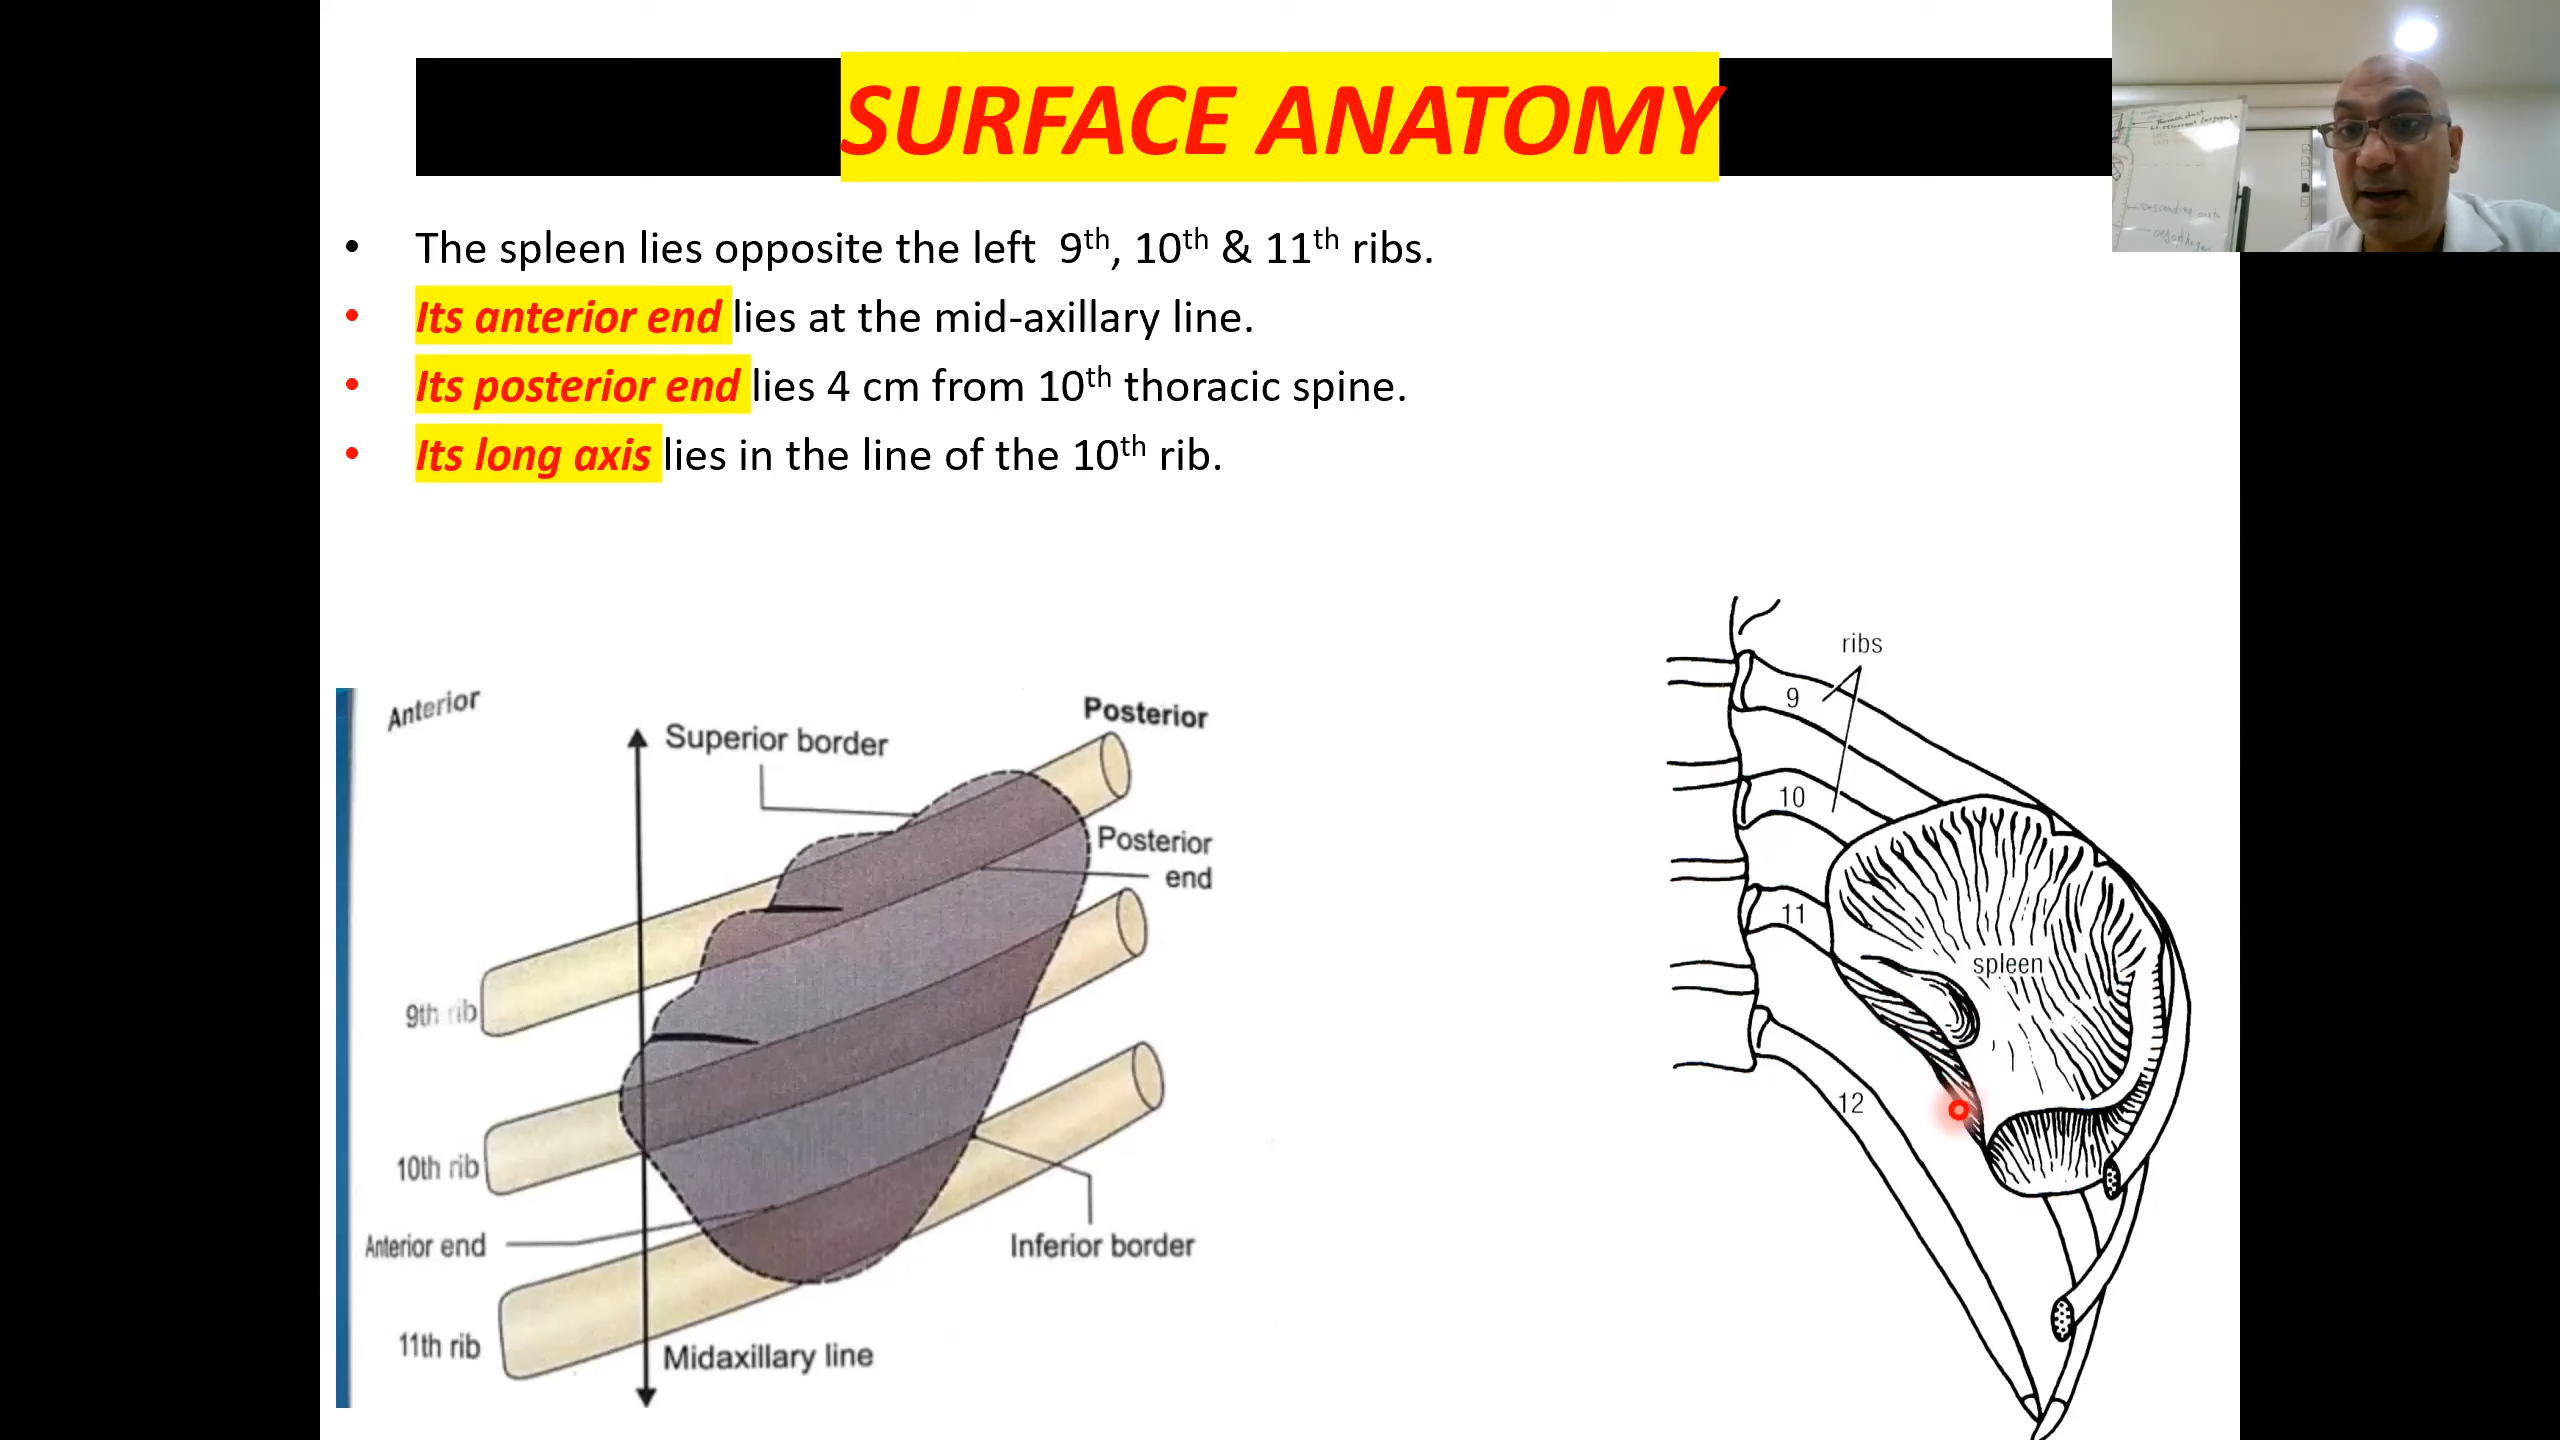 SURFACE ANATOMY
• The spleen lies opposite the left 9th, 10th & 11th ribs.
• Its anterior end lies at the mid-axillary line.
• Its posterior end lies 4 cm from 10th thoracic spine.
• Its long axis lies in the line of the 10th rib.
Anterior
Posterior
Superior border
Posterior
end
9th rib
10th rib
Anterior end
Inferior border
11th rib
Midaxillary line
ribs
9
10
11
spleen
12
Thoracic duct